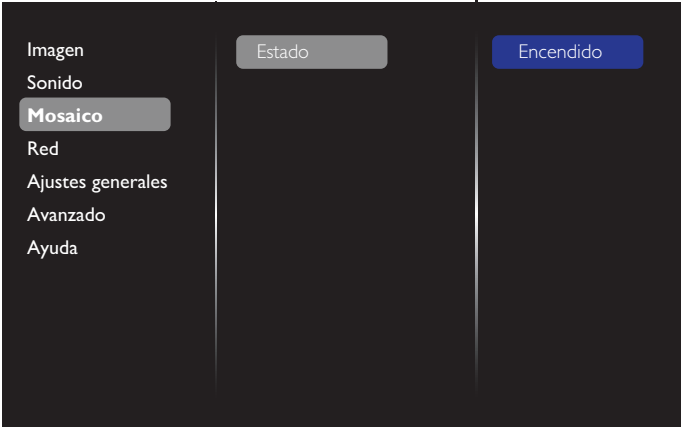 Imagen
Sonido
Mosaico
Red
Ajustes generales
Avanzado
Ayuda
Estado
Encendido